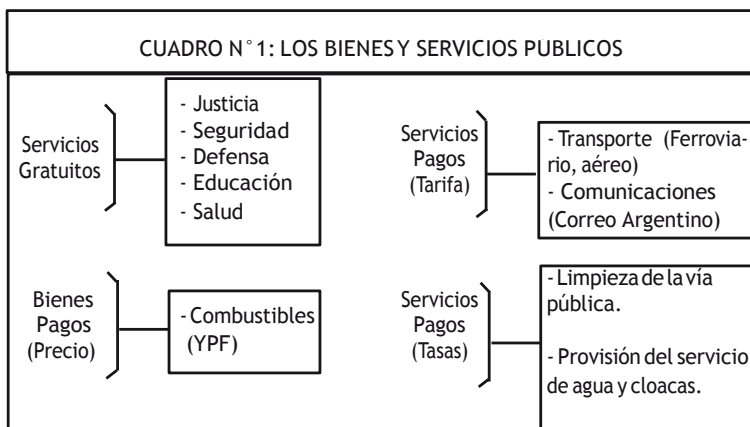 CUADRO N°1: LOS BIENES Y SERVICIOS PUBLICOS
Servicios
Gratuitos
- Justicia
- Seguridad
- Defensa
- Educación
- Salud
Servicios
Pagos
(Tarifa)
- Transporte (Ferrovia-
rio, aéreo)
- Comunicaciones
(Correo Argentino)
Bienes
Pagos
(Precio)
- Combustibles
(YPF)
Servicios
Pagos
(Tasas)
- Limpieza de la vía
pública.
- Provisión del servicio
de agua y cloacas.